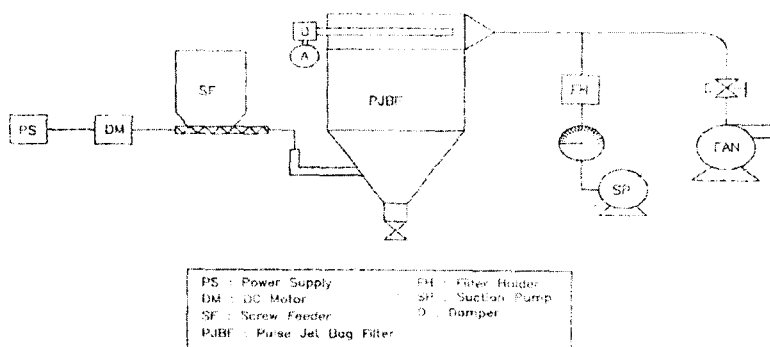 SF
PJBF
A
PS
DM
FH
SP
FAN
PS : Power Supply
DM : DC Motor
SF : Screw Feeder
PJBF : Pulse Jet Bag Filter
FH : Filter Holder
SP : Suction Pump
D : Damper